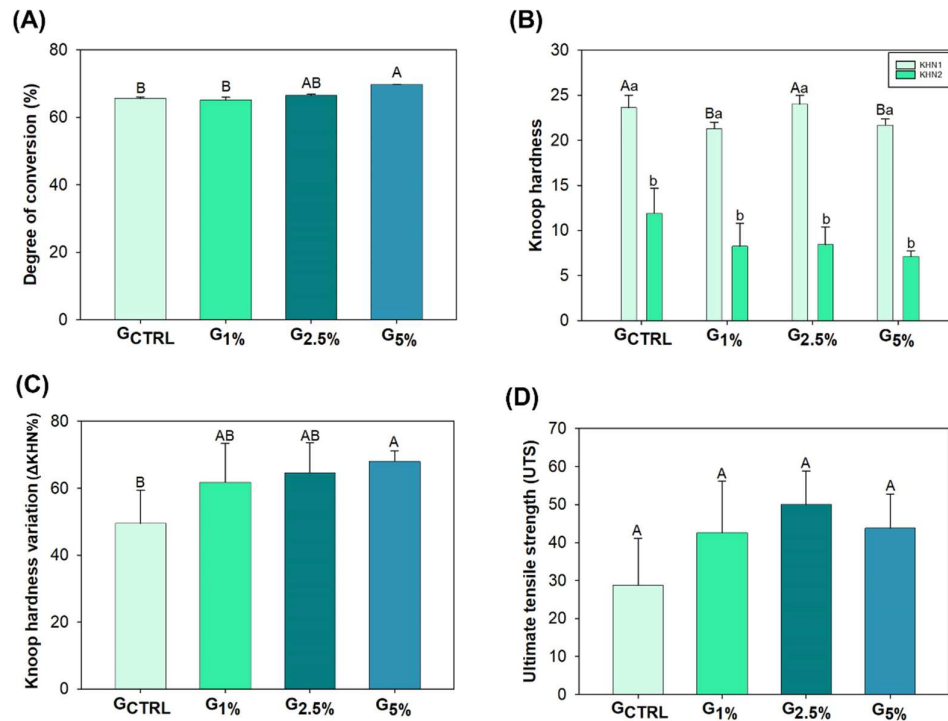 (A)
Degree of conversion (%)
80
60
40
20
0
B
B
AB
A
GCTRL
G1%
G2.5%
G5%
(B)
Knoop hardness
30
25
20
15
10
5
0
KHN1
KHN2
Aa
b
Ba
b
Aa
b
Ba
b
GCTRL
G1%
G2.5%
G5%
(C)
Knoop hardness variation (ΔKHN%)
80
60
40
20
0
B
AB
AB
A
GCTRL
G1%
G2.5%
G5%
(D)
Ultimate tensile strength (UTS)
70
60
50
40
30
20
10
0
A
A
A
A
GCTRL
G1%
G2.5%
G5%